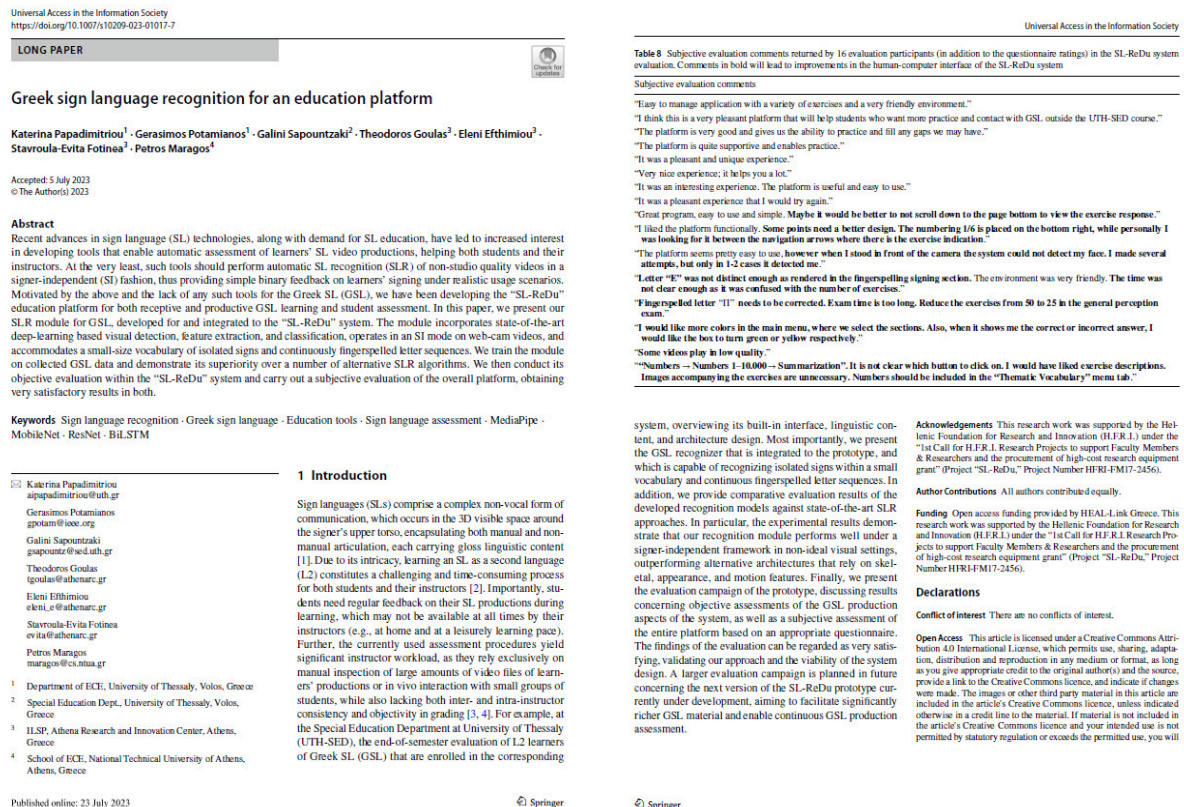 Universal Access in the Information Society
https://doi.org/10.1007/s10209-023-01017-7
LONG PAPER
Check for
updates
Greek sign language recognition for an education platform
Katerina Papadimitriou1 · Gerasimos Potamianos1 · Galini Sapountzaki2 · Theodoros Goulas3 · Eleni Efthimiou3 ·
Stavroula-Evita Fotinea3 · Petros Maragos4
Accepted: 5 July 2023
© The Author(s) 2023
Abstract
Recent advances in sign language (SL) technologies, along with demand for SL education, have led to increased interest
in developing tools that enable automatic assessment of learners' SL video productions, helping both students and their
instructors. At the very least, such tools should perform automatic SL recognition (SLR) of non-studio quality videos in a
signer-independent (SI) fashion, thus providing simple binary feedback on learners' signing under realistic usage scenarios.
Motivated by the above and the lack of any such tools for the Greek SL (GSL), we have been developing the "SL-ReDu"
education platform for both receptive and productive GSL learning and student assessment. In this paper, we present our
SLR module for GSL, developed for and integrated to the "SL-ReDu" system. The module incorporates state-of-the-art
deep-learning based visual detection, feature extraction, and classification, operates in an SI mode on web-cam videos, and
accommodates a small-size vocabulary of isolated signs and continuously fingerspelled letter sequences. We train the module
on collected GSL data and demonstrate its superiority over a number of alternative SLR algorithms. We then conduct its
objective evaluation within the "SL-ReDu" system and carry out a subjective evaluation of the overall platform, obtaining
very satisfactory results in both.
Keywords Sign language recognition · Greek sign language · Education tools · Sign language assessment · MediaPipe ·
MobileNet · ResNet · BiLSTM
Katerina Papadimitriou
aipapadimitriou@uth.gr
Gerasimos Potamianos
gpotam@ieee.org
Galini Sapountzaki
gsapountz@sed.uth.gr
Theodoros Goulas
tgoulas@athenarc.gr
Eleni Efthimiou
eleni_e@athenarc.gr
Stavroula-Evita Fotinea
evita@athenarc.gr
Petros Maragos
maragos@cs.ntua.gr
1 Department of ECE, University of Thessaly, Volos, Greece
2 Special Education Dept., University of Thessaly, Volos,
Greece
3 ILSP, Athena Research and Innovation Center, Athens,
Greece
4 School of ECE, National Technical University of Athens,
Athens, Greece
1 Introduction
Sign languages (SLs) comprise a complex non-vocal form of
communication, which occurs in the 3D visible space around
the signer's upper torso, encapsulating both manual and non-
manual articulation, each carrying gloss linguistic content
[1]. Due to its intricacy, learning an SL as a second language
(L2) constitutes a challenging and time-consuming process
for both students and their instructors [2]. Importantly, stu-
dents need regular feedback on their SL productions during
learning, which may not be available at all times by their
instructors (e.g., at home and at a leisurely learning pace).
Further, the currently used assessment procedures yield
significant instructor workload, as they rely exclusively on
manual inspection of large amounts of video files of learn-
ers' productions or in vivo interaction with small groups of
students, while also lacking both inter- and intra-instructor
consistency and objectivity in grading [3, 4]. For example, at
the Special Education Department at University of Thessaly
(UTH-SED), the end-of-semester evaluation of L2 learners
of Greek SL (GSL) that are enrolled in the corresponding
Published online: 23 July 2023
Springer
Universal Access in the Information Society
Table 8 Subjective evaluation comments returned by 16 evaluation participants (in addition to the questionnaire ratings) in the SL-ReDu system
evaluation. Comments in bold will lead to improvements in the human-computer interface of the SL-ReDu system
Subjective evaluation comments
"Easy to manage application with a variety of exercises and a very friendly environment."
"I think this is a very pleasant platform that will help students who want more practice and contact with GSL outside the UTH-SED course."
"The platform is very good and gives us the ability to practice and fill any gaps we may have."
"The platform is quite supportive and enables practice."
"It was a pleasant and unique experience."
"Very nice experience; it helps you a lot."
"It was an interesting experience. The platform is useful and easy to use."
"It was a pleasant experience that I would try again."
"Great program, easy to use and simple. Maybe it would be better to not scroll down to the page bottom to view the exercise response."
"I liked the platform functionally. Some points need a better design. The numbering 1/6 is placed on the bottom right, while personally I
was looking for it between the navigation arrows where there is the exercise indication."
"The platform seems pretty easy to use, however when I stood in front of the camera the system could not detect my face. I made several
attempts, but only in 1-2 cases it detected me."
"Letter "E" was not distinct enough as rendered in the fingerspelling signing section. The environment was very friendly. The time was
not clear enough as it was confused with the number of exercises."
"Fingerspelled letter "Π" needs to be corrected. Exam time is too long. Reduce the exercises from 50 to 25 in the general perception
exam."
"I would like more colors in the main menu, where we select the sections. Also, when it shows me the correct or incorrect answer, I
would like the box to turn green or yellow respectively."
"Some videos play in low quality."
""Numbers → Numbers 1–10.000 → Summarization". It is not clear which button to click on. I would have liked exercise descriptions.
Images accompanying the exercises are unnecessary. Numbers should be included in the "Thematic Vocabulary" menu tab."
system, overviewing its built-in interface, linguistic con-
tent, and architecture design. Most importantly, we present
the GSL recognizer that is integrated to the prototype, and
which is capable of recognizing isolated signs within a small
vocabulary and continuous fingerspelled letter sequences. In
addition, we provide comparative evaluation results of the
developed recognition models against state-of-the-art SLR
approaches. In particular, the experimental results demon-
strate that our recognition module performs well under a
signer-independent framework in non-ideal visual settings,
outperforming alternative architectures that rely on skel-
etal, appearance, and motion features. Finally, we present
the evaluation campaign of the prototype, discussing results
concerning objective assessments of the GSL production
aspects of the system, as well as a subjective assessment of
the entire platform based on an appropriate questionnaire.
The findings of the evaluation can be regarded as very satis-
fying, validating our approach and the viability of the system
design. A larger evaluation campaign is planned in future
concerning the next version of the SL-ReDu prototype cur-
rently under development, aiming to facilitate significantly
richer GSL material and enable continuous GSL production
assessment.
Acknowledgements This research work was supported by the Hel-
lenic Foundation for Research and Innovation (H.F.R.I.) under the
"1st Call for H.F.R.I. Research Projects to support Faculty Members
& Researchers and the procurement of high-cost research equipment
grant" (Project "SL-ReDu," Project Number HFRI-FM17-2456).
Author Contributions All authors contributed equally.
Funding Open access funding provided by HEAL-Link Greece. This
research work was supported by the Hellenic Foundation for Research
and Innovation (H.F.R.I.) under the "1st Call for H.F.R.I. Research Pro-
jects to support Faculty Members & Researchers and the procurement
of high-cost research equipment grant" (Project "SL-ReDu," Project
Number HFRI-FM17-2456).
Declarations
Conflict of interest There are no conflicts of interest.
Open Access This article is licensed under a Creative Commons Attri-
bution 4.0 International License, which permits use, sharing, adapta-
tion, distribution and reproduction in any medium or format, as long
as you give appropriate credit to the original author(s) and the source,
provide a link to the Creative Commons licence, and indicate if changes
were made. The images or other third party material in this article are
included in the article's Creative Commons licence, unless indicated
otherwise in a credit line to the material. If material is not included in
the article's Creative Commons licence and your intended use is not
permitted by statutory regulation or exceeds the permitted use, you will
Springer